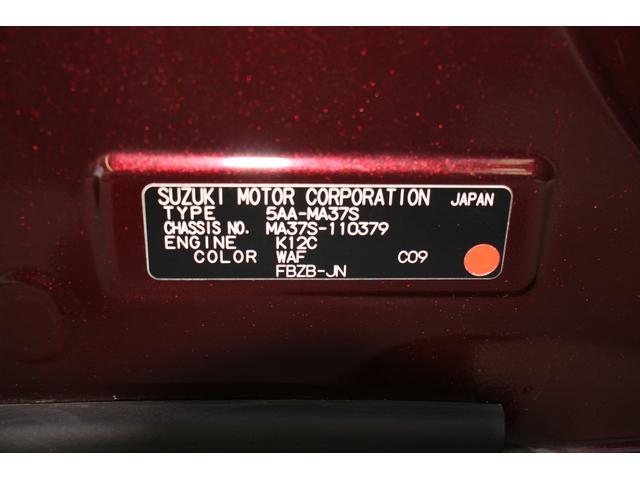 SUZUKI MOTOR CORPORATION JAPAN
TYPE 5AA-MA37S
CHASSIS NO. MA37S-110379
ENGINE K12C
COLOR WAF C09
FBZB-JN